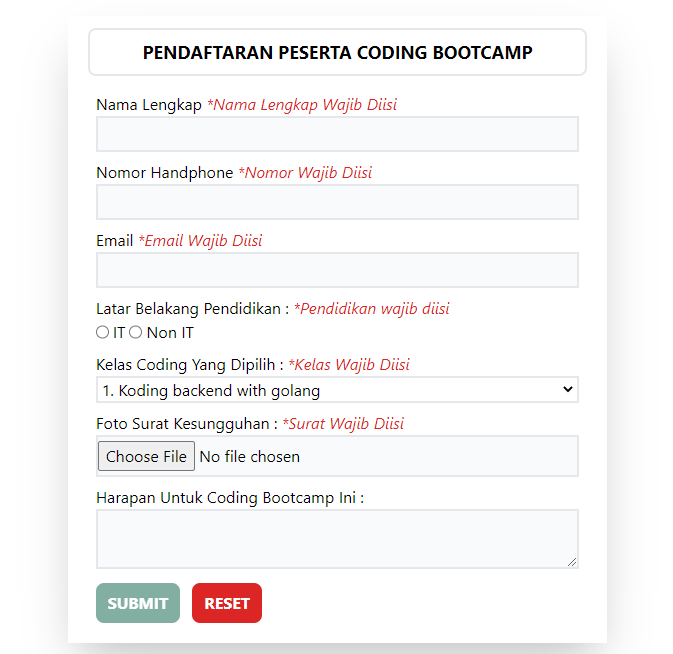 PENDAFTARAN PESERTA CODING BOOTCAMP
Nama Lengkap *Nama Lengkap Wajib Diisi
Nomor Handphone *Nomor Wajib Diisi
Email *Email Wajib Diisi
Latar Belakang Pendidikan : *Pendidikan wajib diisi
IT Non IT
Kelas Coding Yang Dipilih : *Kelas Wajib Diisi
1. Koding backend with golang
Foto Surat Kesungguhan : *Surat Wajib Diisi
Choose File No file chosen
Harapan Untuk Coding Bootcamp Ini :
SUBMIT RESET